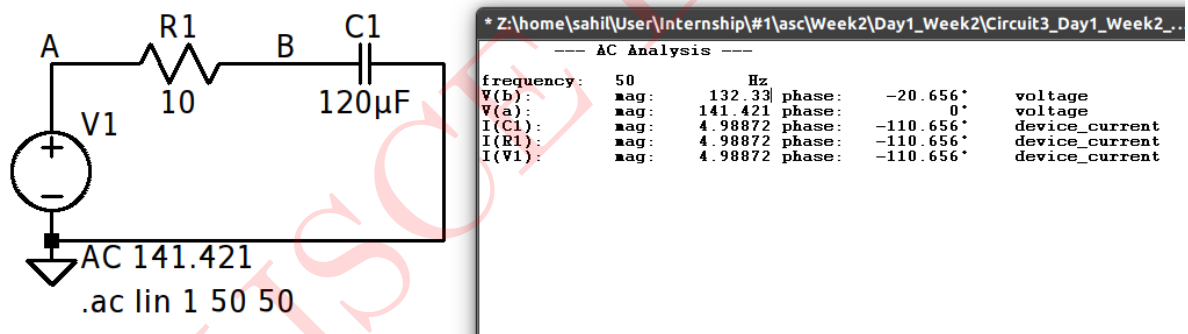 A
R1
B
C1
10
120µF
V1
AC 141.421
.ac lin 1 50 50
* Z:\home\sahil\User\Internship\#1\asc\Week2\Day1_Week2\Circuit3_Day1_Week2_...
--- AC Analysis ---
frequency: 50 Hz
V(b): mag: 132.33 phase: -20.656° voltage
V(a): mag: 141.421 phase: 0° voltage
I(C1): mag: 4.98872 phase: -110.656° device_current
I(R1): mag: 4.98872 phase: -110.656° device_current
I(V1): mag: 4.98872 phase: -110.656° device_current